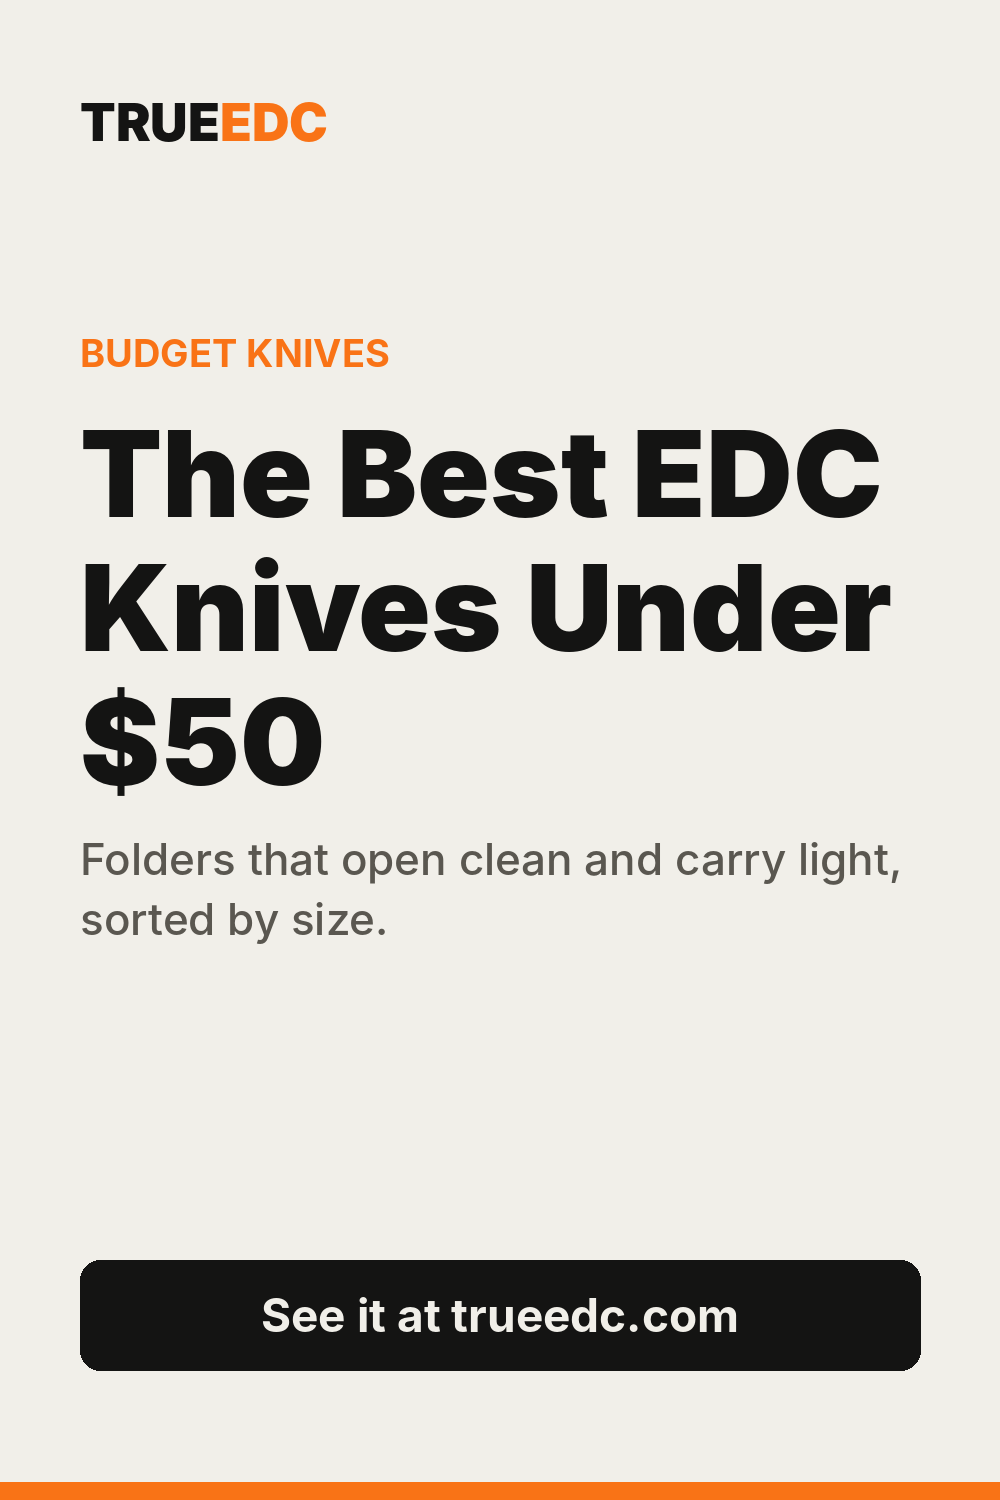 TRUEEDC
BUDGET KNIVES
The Best EDC
Knives Under
$50
Folders that open clean and carry light,
sorted by size.
See it at trueedc.com